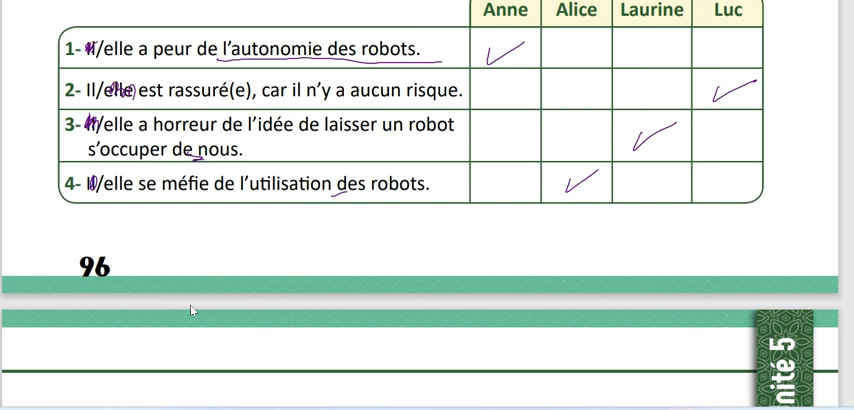 Anne Alice Laurine Luc
1- Il/elle a peur de l'autonomie des robots.
2- Il/elle est rassuré(e), car il n'y a aucun risque.
3- Il/elle a horreur de l'idée de laisser un robot
s'occuper de nous.
4- Il/elle se méfie de l'utilisation des robots.
96
nité 5